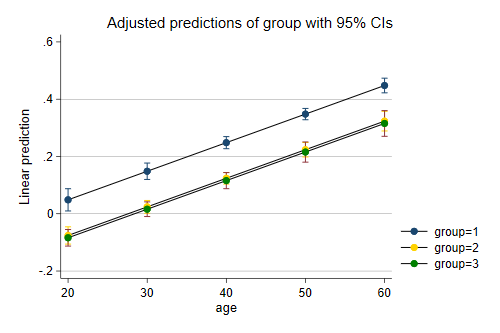 Adjusted predictions of group with 95% CIs
.6
.4
.2
0
-.2
Linear prediction
20 30 40 50 60
age
group=1
group=2
group=3